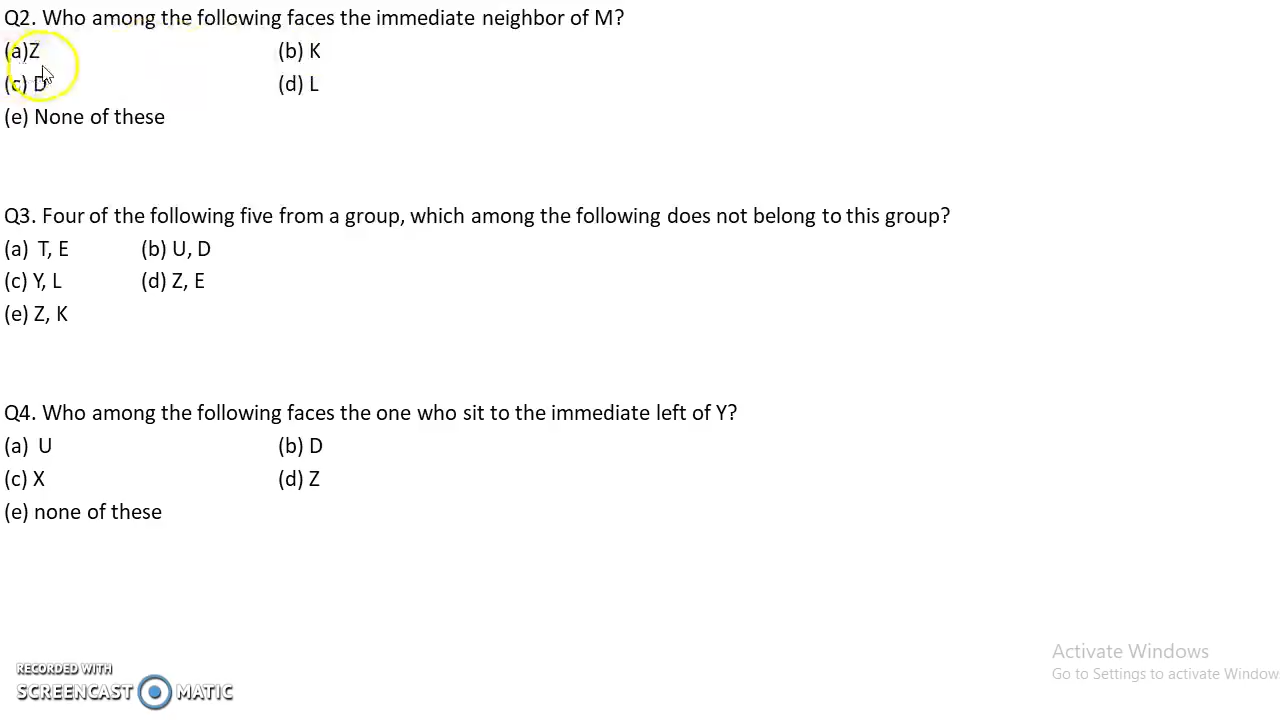 Q2. Who among the following faces the immediate neighbor of M?
(a)Z (b) K
(c) D (d) L
(e) None of these
Q3. Four of the following five from a group, which among the following does not belong to this group?
(a) T, E (b) U, D
(c) Y, L (d) Z, E
(e) Z, K
Q4. Who among the following faces the one who sit to the immediate left of Y?
(a) U (b) D
(c) X (d) Z
(e) none of these
Activate Windows
Go to Settings to activate Window
RECORDED WITH
SCREENCAST MATIC